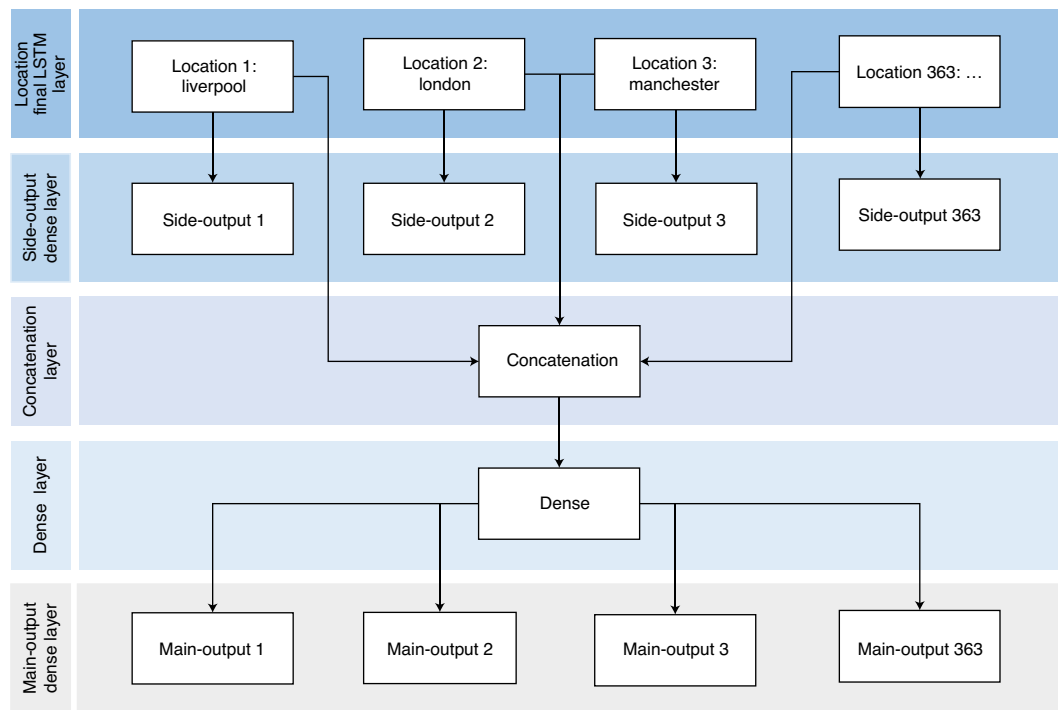 Location
final LSTM
layer
Location 1:
liverpool
Location 2:
london
Location 3:
manchester
Location 363: …
Side-output
dense layer
Side-output 1
Side-output 2
Side-output 3
Side-output 363
Concatenation
layer
Concatenation
Dense layer
Dense
Main-output
dense layer
Main-output 1
Main-output 2
Main-output 3
Main-output 363